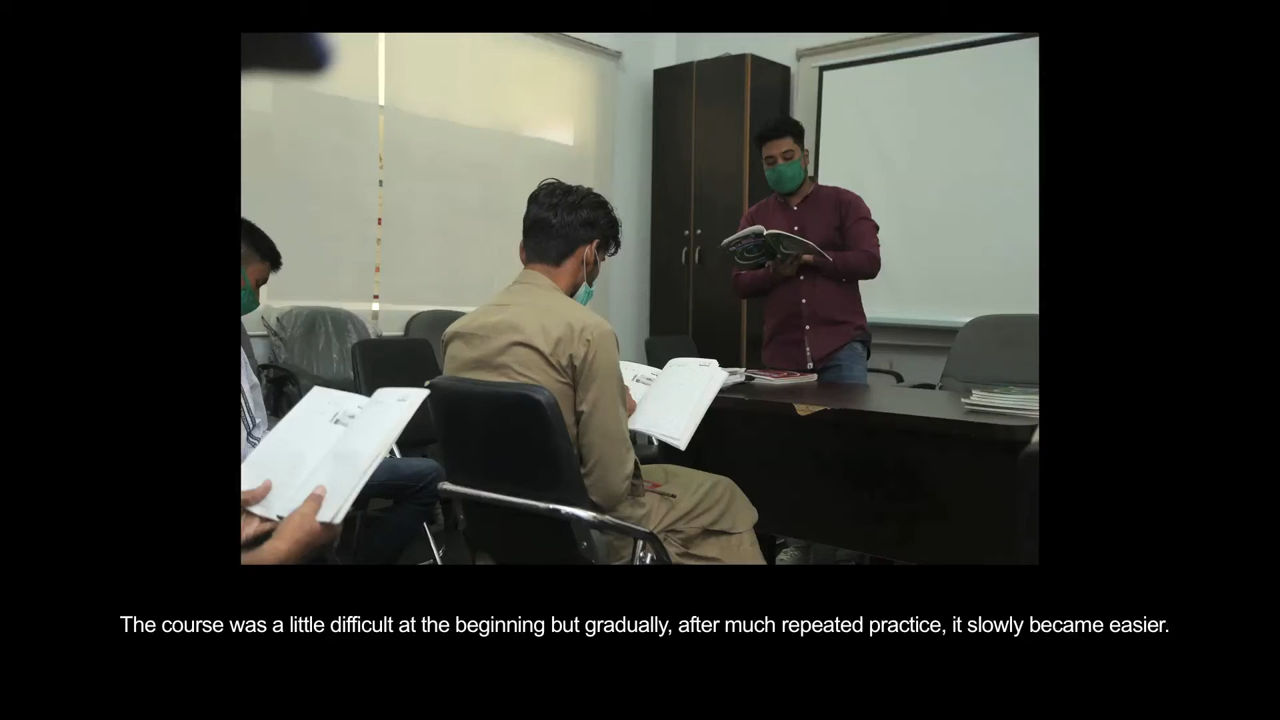 The course was a little difficult at the beginning but gradually, after much repeated practice, it slowly became easier.